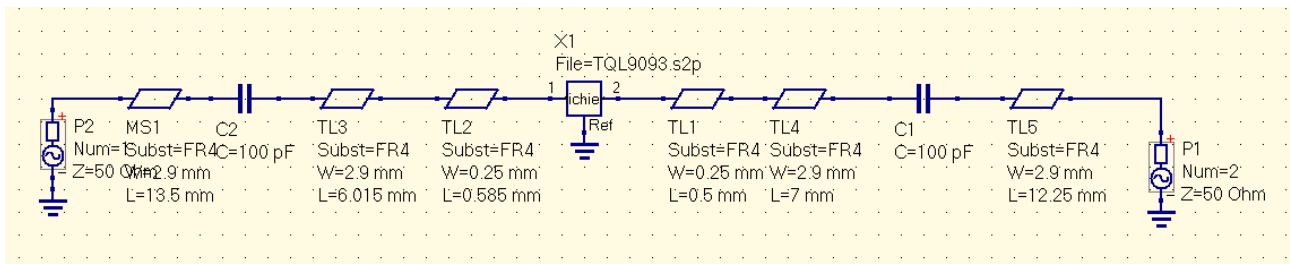 X1
File=TQL9093.s2p
1
ichie
2
Ref
P2
Num=1
Z=50 Ohm
MS1
Subst=FR4
W=2.9 mm
L=13.5 mm
C2
C=100 pF
TL3
Subst=FR4
W=2.9 mm
L=6.015 mm
TL2
Subst=FR4
W=0.25 mm
L=0.585 mm
TL1
Subst=FR4
W=0.25 mm
L=0.5 mm
TL4
Subst=FR4
W=2.9 mm
L=7 mm
C1
C=100 pF
TL5
Subst=FR4
W=2.9 mm
L=12.25 mm
P1
Num=2
Z=50 Ohm